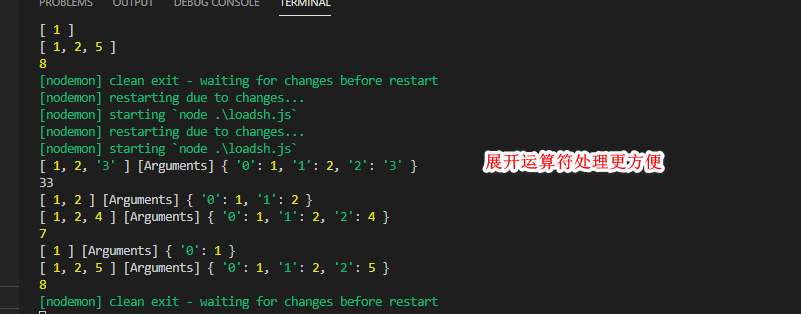 PROBLEMS OUTPUT DEBUG CONSOLE TERMINAL
[ 1 ]
[ 1, 2, 5 ]
8
[nodemon] clean exit - waiting for changes before restart
[nodemon] restarting due to changes...
[nodemon] starting `node .\loadsh.js`
[nodemon] restarting due to changes...
[nodemon] starting `node .\loadsh.js`
[ 1, 2, '3' ] [Arguments] { '0': 1, '1': 2, '2': '3' }
展开运算符处理更方便
33
[ 1, 2 ] [Arguments] { '0': 1, '1': 2 }
[ 1, 2, 4 ] [Arguments] { '0': 1, '1': 2, '2': 4 }
7
[ 1 ] [Arguments] { '0': 1 }
[ 1, 2, 5 ] [Arguments] { '0': 1, '1': 2, '2': 5 }
8
[nodemon] clean exit - waiting for changes before restart